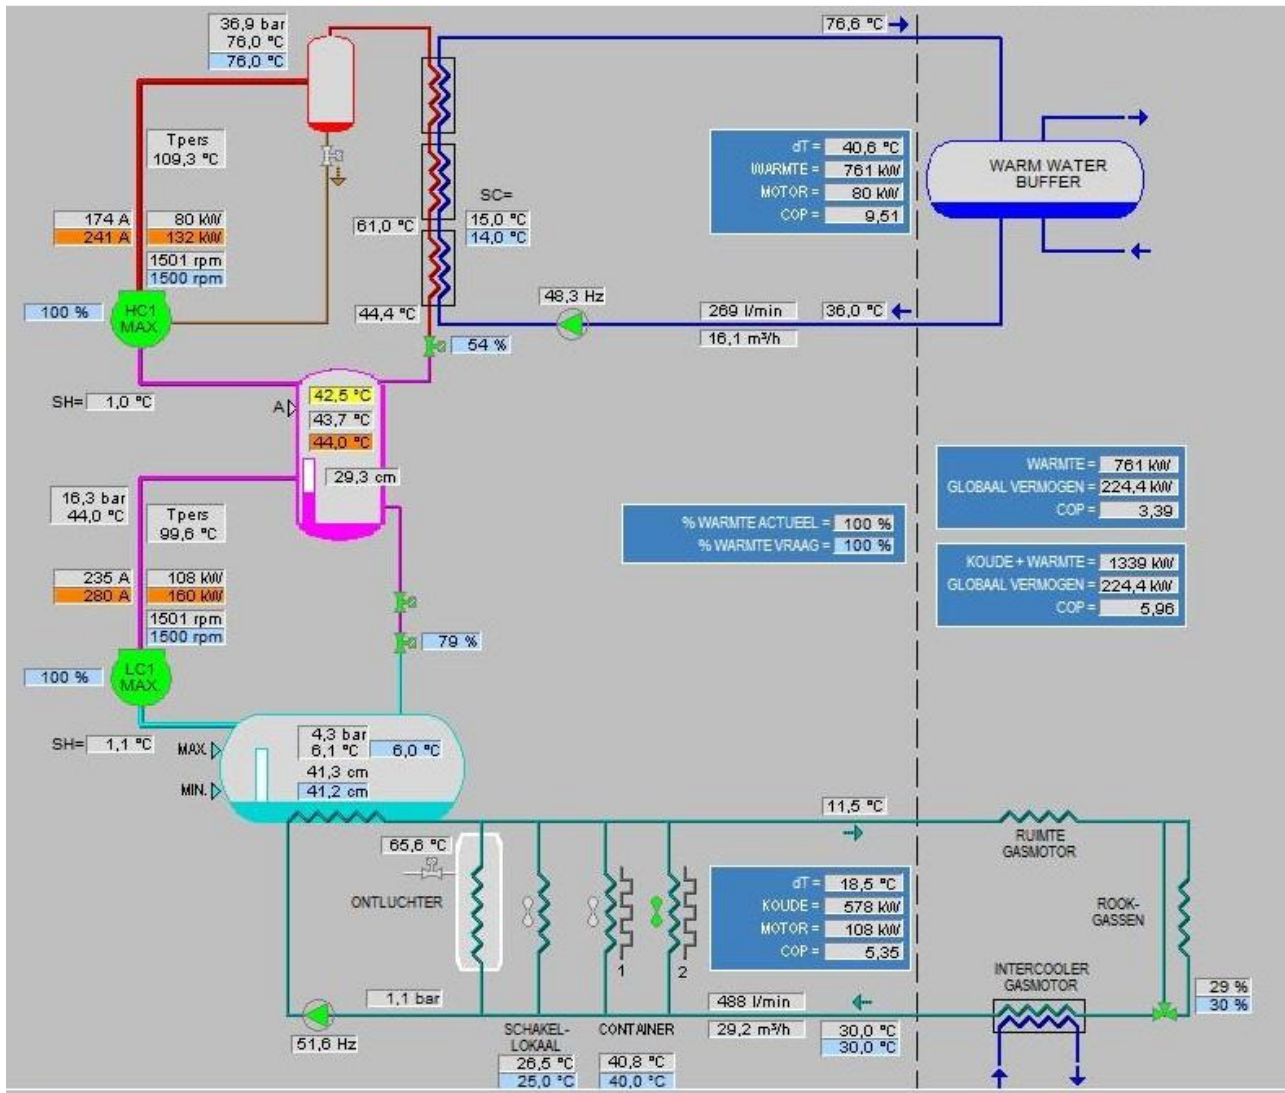 36,9 bar
76,0 °C
76,0 °C
76,6 °C
Tpers
109,3 °C
dT = 40,6 °C
WARMTE = 761 kW
MOTOR = 80 kW
COP = 9,51
WARM WATER
BUFFER
SC=
15,0 °C
14,0 °C
61,0 °C
174 A 80 kW
241 A 132 kW
1501 rpm
1500 rpm
100 %
HC1
MAX
48,3 Hz
44,4 °C
269 l/min
16,1 m³/h
36,0 °C
54 %
SH= 1,0 °C
A
42,5 °C
43,7 °C
44,0 °C
29,3 cm
16,3 bar
44,0 °C
Tpers
99,6 °C
WARMTE = 761 kW
GLOBAAL VERMOGEN = 224,4 kW
COP = 3,39
% WARMTE ACTUEEL = 100 %
% WARMTE VRAAG = 100 %
KOUDE + WARMTE = 1339 kW
GLOBAAL VERMOGEN = 224,4 kW
COP = 5,96
235 A 108 kW
280 A 160 kW
1501 rpm
1500 rpm
79 %
100 %
LC1
MAX
SH= 1,1 °C
MAX.
MIN.
4,3 bar
6,1 °C 6,0 °C
41,3 cm
41,2 cm
11,5 °C
RUIMTE
GASMOTOR
65,6 °C
ONTLUCHTER
dT = 18,5 °C
KOUDE = 578 kW
MOTOR = 108 kW
COP = 5,35
ROOK-
GASSEN
1
2
INTERCOOLER
GASMOTOR
29 %
30 %
1,1 bar
488 l/min
29,2 m³/h
30,0 °C
30,0 °C
51,6 Hz
SCHAKEL-
LOKAAL
26,5 °C
25,0 °C
CONTAINER
40,8 °C
40,0 °C